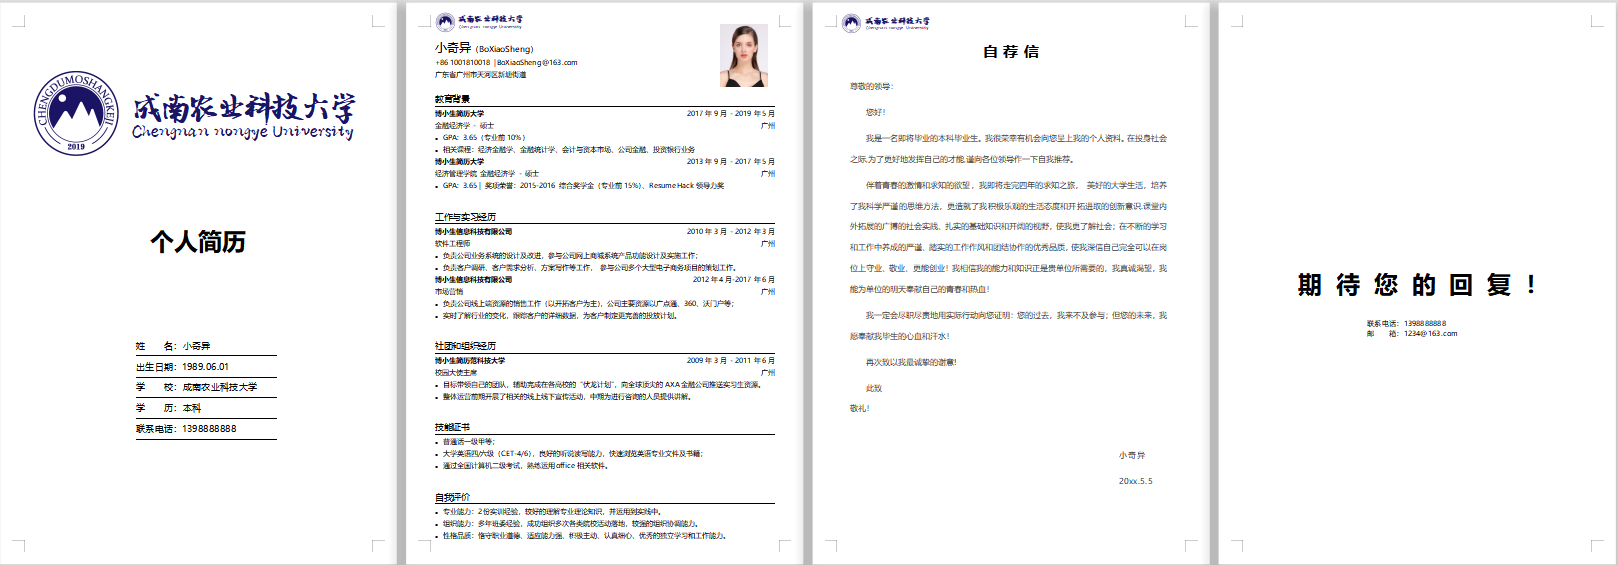 CHENGDUMOSHANGKEJI
2019
成南农业科技大学
Chengnan nongye University
个人简历
姓 名：小奇异
出生日期：1989.06.01
学 校：成南农业科技大学
学 历：本科
联系电话：1398888888
成南农业科技大学
Chengnan nongye University
小奇异（BoXiaoSheng）
+86 1001810018 | BoXiaoSheng@163.com
广东省广州市天河区新塘街道
教育背景
博小生简历大学 2017 年 9 月 - 2019 年 5 月
金融经济学 - 硕士 广州
• GPA: 3.65（专业前 10%）
• 相关课程：经济金融学、金融统计学、会计与资本市场、公司金融、投资银行业务
博小生简历大学 2013 年 9 月 - 2017 年 5 月
经济管理学院 金融经济学 - 硕士 广州
• GPA: 3.65 | 奖项荣誉：2015-2016 综合奖学金（专业前 15%）、ResumeHack 领导力奖
工作与实习经历
博小生信息科技有限公司 2010 年 3 月 - 2012 年 3 月
软件工程师 广州
• 负责公司业务系统的设计及改进，参与公司网上商城系统产品功能设计及实施工作；
• 负责客户调研、客户需求分析、方案写作等工作， 参与公司多个大型电子商务项目的策划工作。
博小生信息科技有限公司 2012 年 4 月-2017 年 6 月
市场营销 广州
• 负责公司线上端资源的销售工作（以开拓客户为主），公司主要资源以广点通、360、沃门户等；
• 实时了解行业的变化，跟踪客户的详细数据，为客户制定更完善的投放计划。
社团和组织经历
博小生简历范科技大学 2009 年 3 月 - 2011 年 6 月
校园大使主席 广州
• 目标带领自己的团队，辅助完成在各高校的“伏龙计划”，向全球顶尖的 AXA 金融公司推送实习生资源。
• 整体运营前期开展了相关的线上线下宣传活动，中期为进行咨询的人员提供讲解。
技能证书
• 普通话一级甲等；
• 大学英语四/六级（CET-4/6），良好的听说读写能力，快速浏览英语专业文件及书籍；
• 通过全国计算机二级考试，熟练运用 office 相关软件。
自我评价
• 专业能力：2 份实训经验，较好的理解专业理论知识，并运用到实践中。
• 组织能力：多年班委经验，成功组织多次各类院校活动落地，较强的组织协调能力。
• 性格品质：恪守职业道德、适应能力强、积极主动、认真细心、优秀的独立学习和工作能力。
成南农业科技大学
Chengnan nongye University
自荐信
尊敬的领导：
您好！
我是一名即将毕业的本科毕业生。我很荣幸有机会向您呈上我的个人资料。在投身社会
之际,为了更好地发挥自己的才能,谨向各位领导作一下自我推荐。
伴着青春的激情和求知的欲望，我即将走完四年的求知之旅， 美好的大学生活，培养
了我科学严谨的思维方法，更造就了我积极乐观的生活态度和开拓进取的创新意识.课堂内
外拓展的广博的社会实践、扎实的基础知识和开阔的视野，使我更了解社会；在不断的学习
和工作中养成的严谨、踏实的工作作风和团结协作的优秀品质，使我深信自己完全可以在岗
位上守业、敬业、更能创业！我相信我的能力和知识正是贵单位所需要的，我真诚渴望，我
能为单位的明天奉献自己的青春和热血！
我一定会尽职尽责地用实际行动向您证明：您的过去，我来不及参与；但您的未来，我
愿奉献我毕生的心血和汗水！
再次致以我最诚挚的谢意!
此致
敬礼！
小奇异
20xx.5.5
期待您的回复！
联系电话：1398888888
邮 箱：1234@163.com